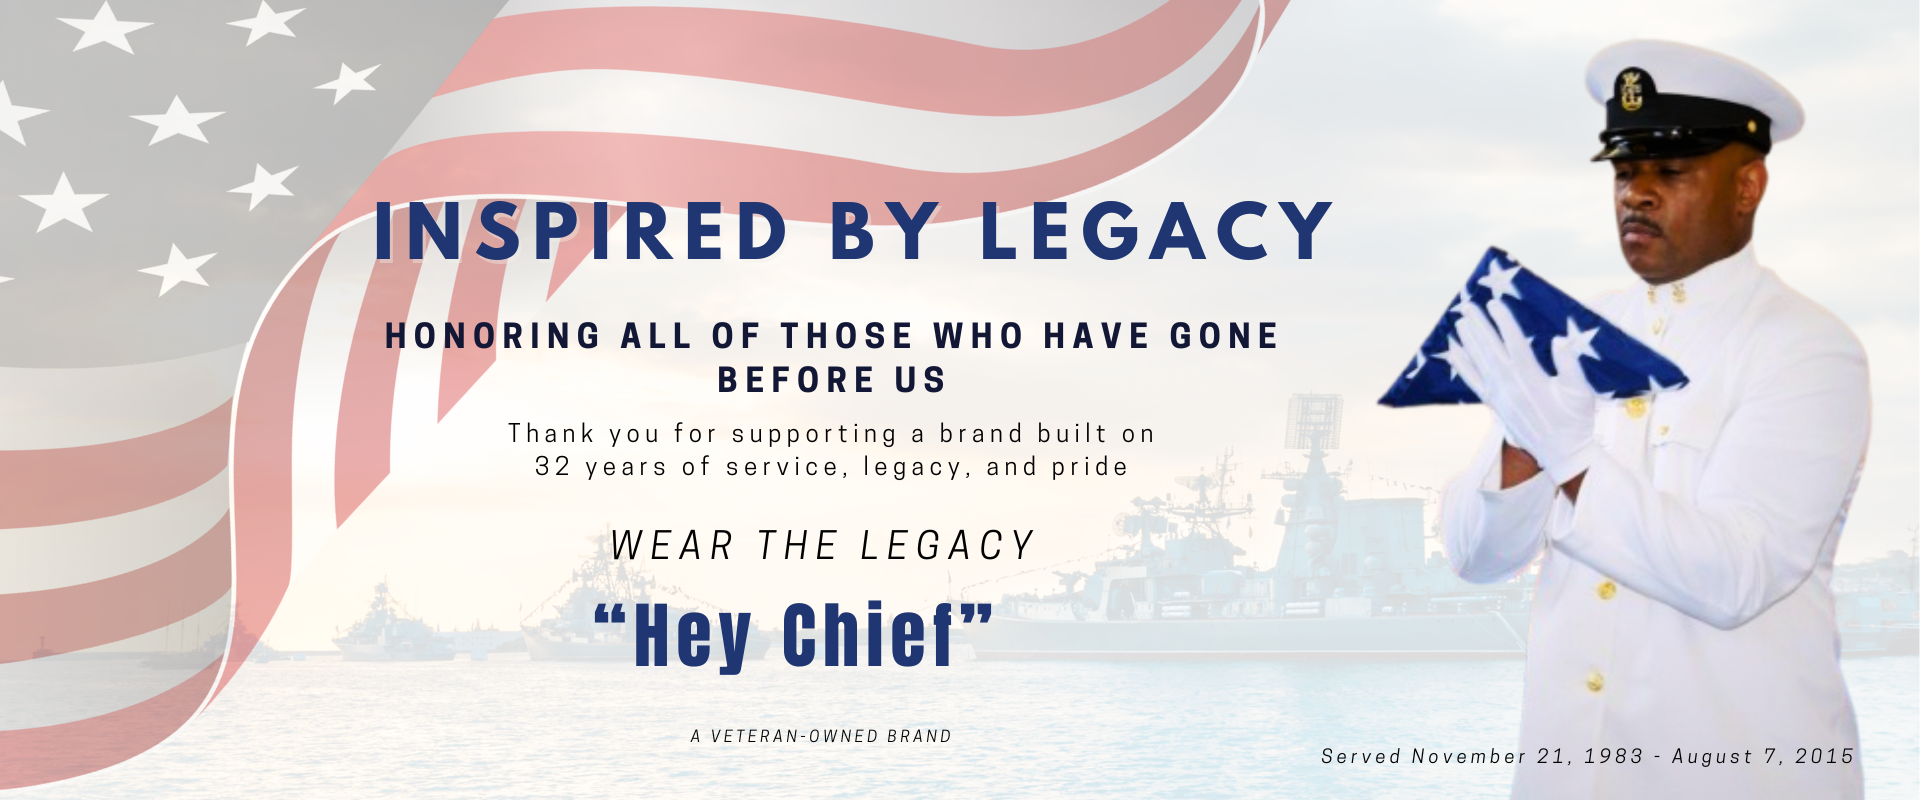 INSPIRED BY LEGACY
HONORING ALL OF THOSE WHO HAVE GONE
BEFORE US
Thank you for supporting a brand built on
32 years of service, legacy, and pride
WEAR THE LEGACY
“Hey Chief”
A VETERAN-OWNED BRAND
Served November 21, 1983 - August 7, 2015